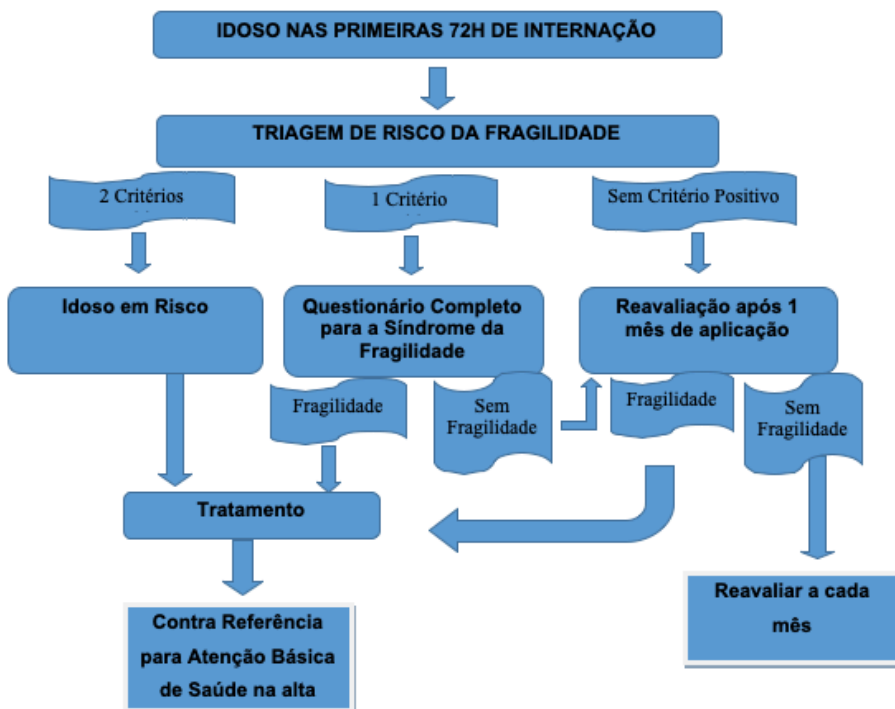 IDOSO NAS PRIMEIRAS 72H DE INTERNAÇÃO
TRIAGEM DE RISCO DA FRAGILIDADE
2 Critérios
1 Critério
Sem Critério Positivo
Idoso em Risco
Questionário Completo
para a Síndrome da
Fragilidade
Reavaliação após 1
mês de aplicação
Fragilidade
Sem
Fragilidade
Fragilidade
Sem
Fragilidade
Tratamento
Contra Referência
para Atenção Básica
de Saúde na alta
Reavaliar a cada
mês